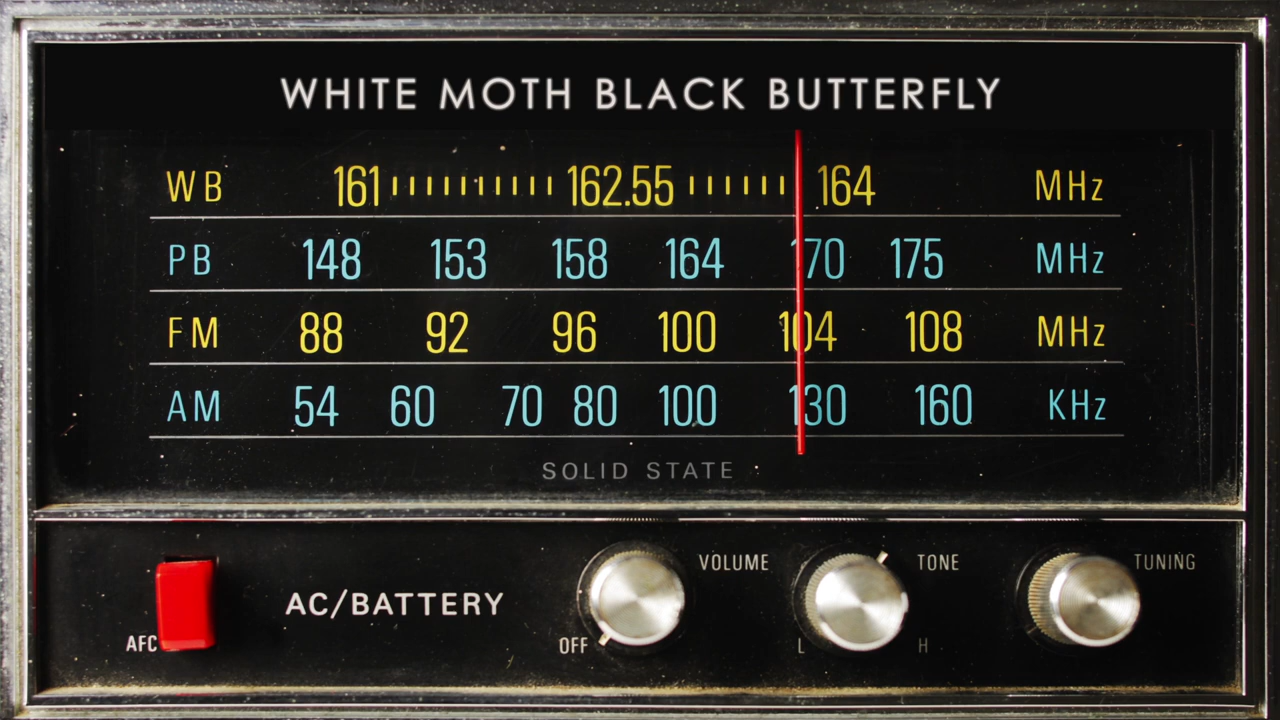 WHITE MOTH BLACK BUTTERFLY
WB 161 162.55 164 MHz
PB 148 153 158 164 170 175 MHz
FM 88 92 96 100 104 108 MHz
AM 54 60 70 80 100 130 160 KHz
SOLID STATE
VOLUME TONE TUNING
AC/BATTERY
AFC OFF L H